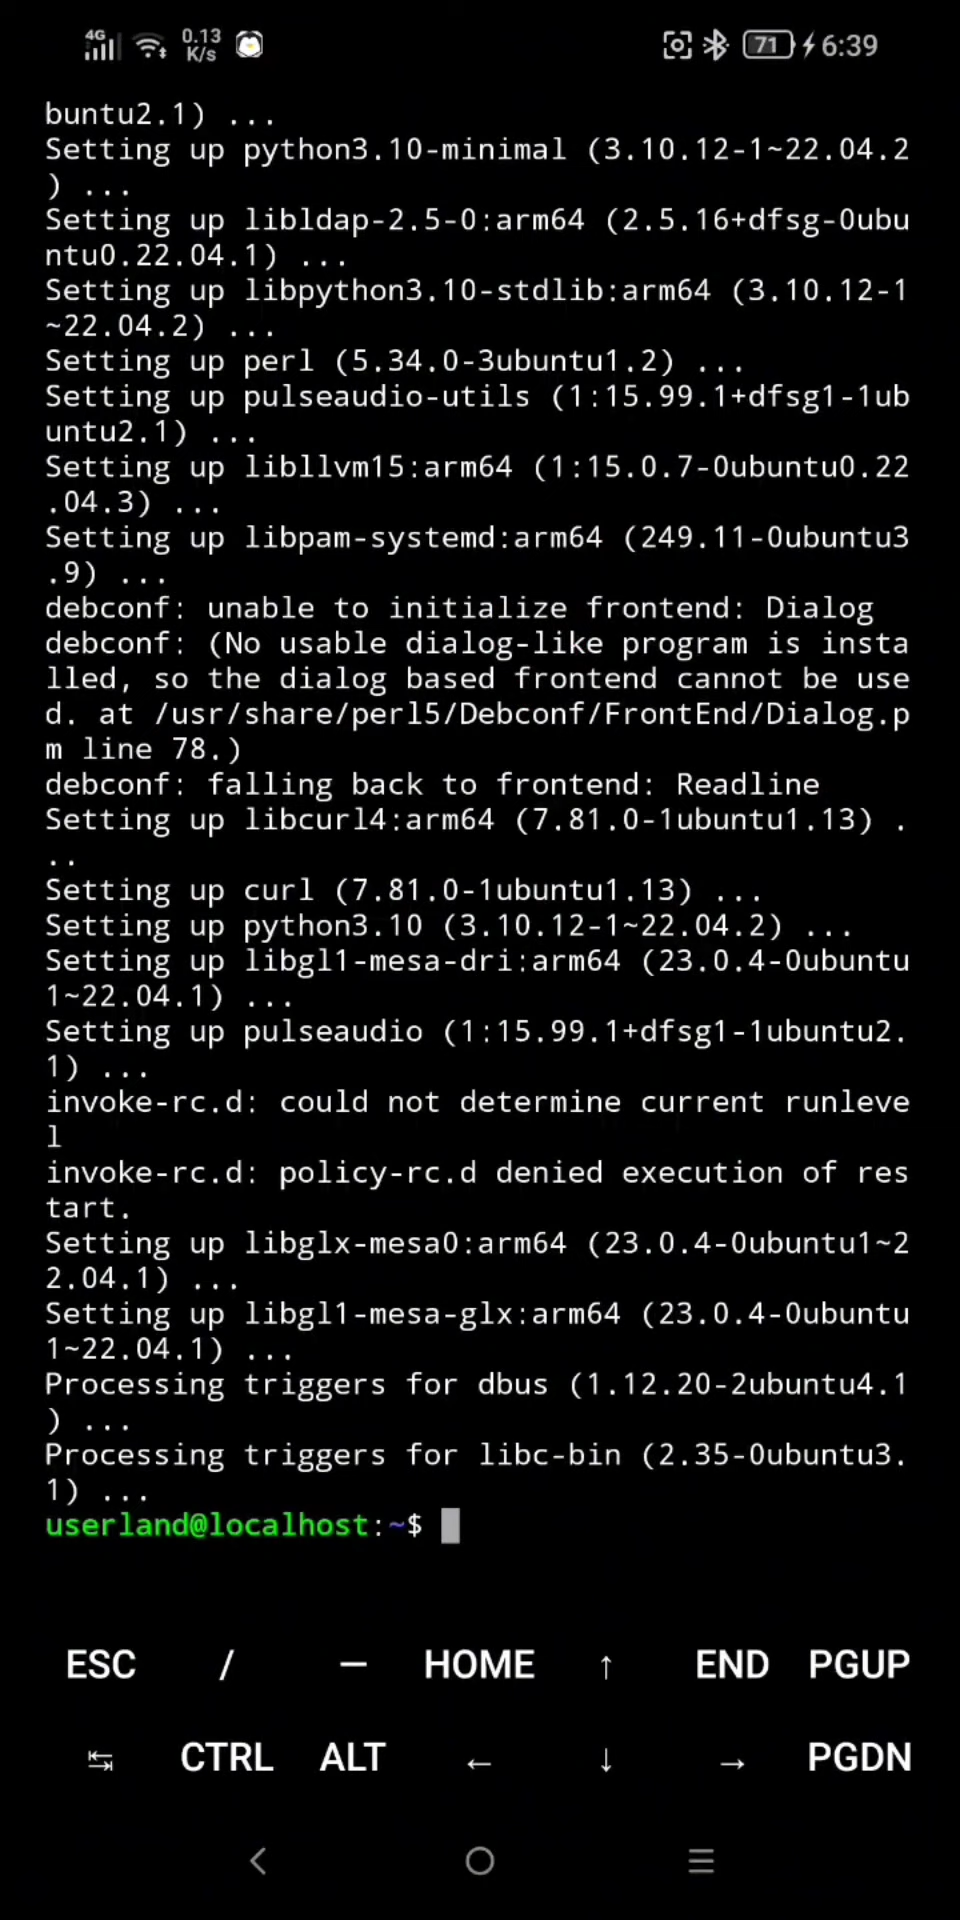 4G
0.13
K/s
71
6:39
buntu2.1) ...
Setting up python3.10-minimal (3.10.12-1~22.04.2
) ...
Setting up libldap-2.5-0:arm64 (2.5.16+dfsg-0ubu
ntu0.22.04.1) ...
Setting up libpython3.10-stdlib:arm64 (3.10.12-1
~22.04.2) ...
Setting up perl (5.34.0-3ubuntu1.2) ...
Setting up pulseaudio-utils (1:15.99.1+dfsg1-1ub
untu2.1) ...
Setting up libllvm15:arm64 (1:15.0.7-0ubuntu0.22
.04.3) ...
Setting up libpam-systemd:arm64 (249.11-0ubuntu3
.9) ...
debconf: unable to initialize frontend: Dialog
debconf: (No usable dialog-like program is insta
lled, so the dialog based frontend cannot be use
d. at /usr/share/perl5/Debconf/FrontEnd/Dialog.p
m line 78.)
debconf: falling back to frontend: Readline
Setting up libcurl4:arm64 (7.81.0-1ubuntu1.13) .
..
Setting up curl (7.81.0-1ubuntu1.13) ...
Setting up python3.10 (3.10.12-1~22.04.2) ...
Setting up libgl1-mesa-dri:arm64 (23.0.4-0ubuntu
1~22.04.1) ...
Setting up pulseaudio (1:15.99.1+dfsg1-1ubuntu2.
1) ...
invoke-rc.d: could not determine current runleve
l
invoke-rc.d: policy-rc.d denied execution of res
tart.
Setting up libglx-mesa0:arm64 (23.0.4-0ubuntu1~2
2.04.1) ...
Setting up libgl1-mesa-glx:arm64 (23.0.4-0ubuntu
1~22.04.1) ...
Processing triggers for dbus (1.12.20-2ubuntu4.1
) ...
Processing triggers for libc-bin (2.35-0ubuntu3.
1) ...
userland@localhost:~$
ESC / — HOME ↑ END PGUP
↹ CTRL ALT ← ↓ → PGDN